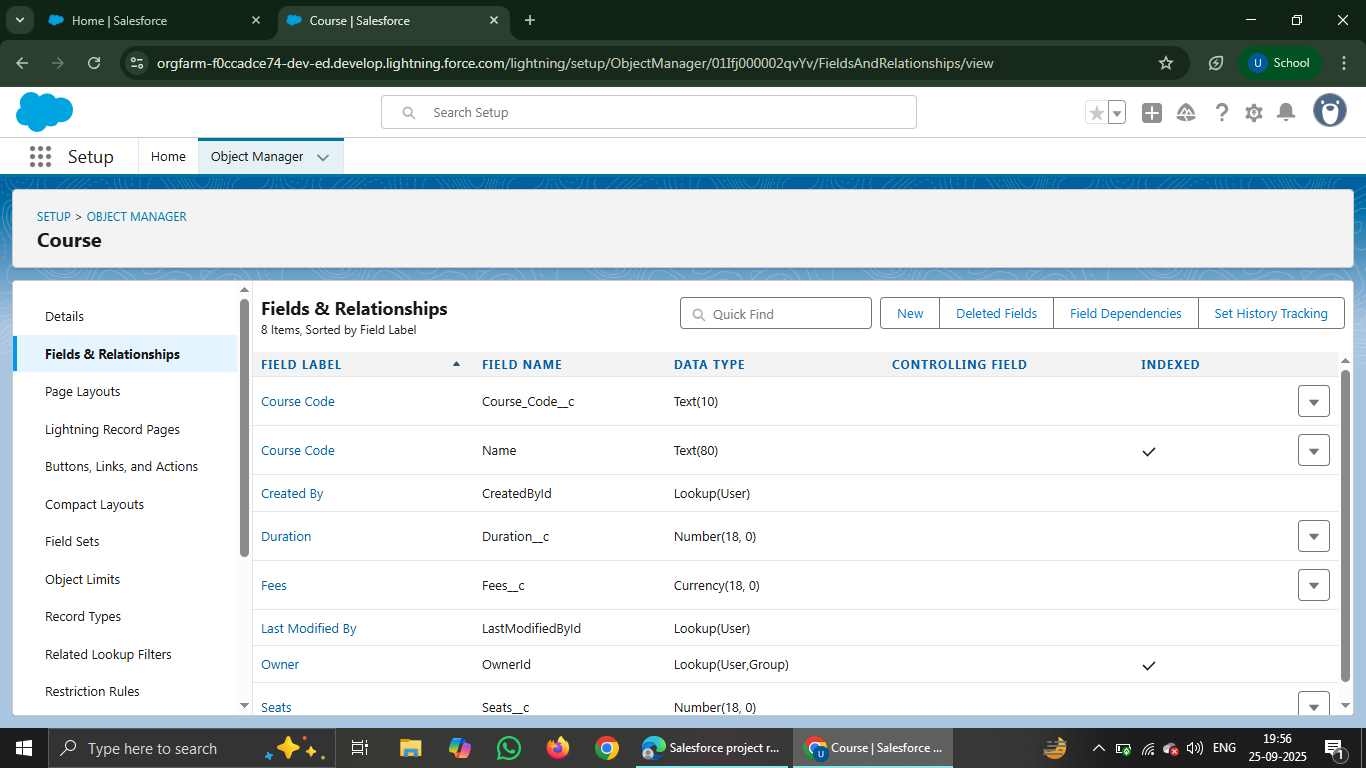 Home | Salesforce
Course | Salesforce
orgfarm-f0ccadce74-dev-ed.develop.lightning.force.com/lightning/setup/ObjectManager/01Ifj000002qvYv/FieldsAndRelationships/view
U School
Search Setup
Setup Home Object Manager
SETUP > OBJECT MANAGER
Course
Details
Fields & Relationships
Page Layouts
Lightning Record Pages
Buttons, Links, and Actions
Compact Layouts
Field Sets
Object Limits
Record Types
Related Lookup Filters
Restriction Rules
Fields & Relationships
8 Items, Sorted by Field Label
Quick Find New Deleted Fields Field Dependencies Set History Tracking
FIELD LABEL FIELD NAME DATA TYPE CONTROLLING FIELD INDEXED
Course Code Course_Code__c Text(10)
Course Code Name Text(80)
Created By CreatedById Lookup(User)
Duration Duration__c Number(18, 0)
Fees Fees__c Currency(18, 0)
Last Modified By LastModifiedById Lookup(User)
Owner OwnerId Lookup(User,Group)
Seats Seats__c Number(18, 0)
Type here to search
Salesforce project r...
U
Course | Salesforce ...
ENG
19:56
25-09-2025
1